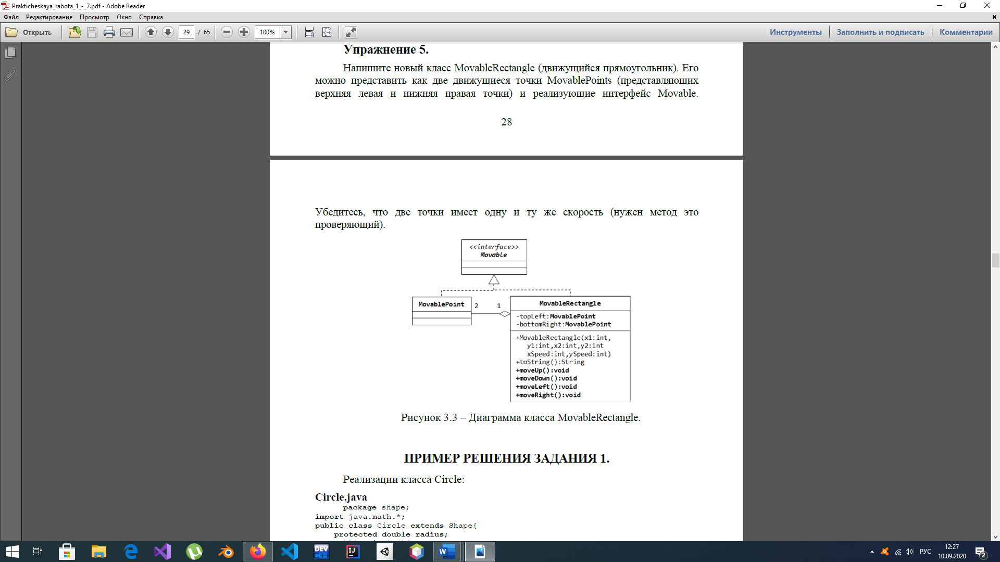 Prakticheskaya_rabota_1_-_7.pdf - Adobe Reader
Файл Редактирование Просмотр Окно Справка
Открыть 29 / 65 100% Инструменты Заполнить и подписать Комментарии
Упражнение 5.
Напишите новый класс MovableRectangle (движущийся прямоугольник). Его
можно представить как две движущиеся точки MovablePoints (представляющих
верхняя левая и нижняя правая точки) и реализующие интерфейс Movable.
28
Убедитесь, что две точки имеет одну и ту же скорость (нужен метод это
проверяющий).
<<interface>>
Movable
MovablePoint
2 1
MovableRectangle
-topLeft:MovablePoint
-bottomRight:MovablePoint
+MovableRectangle(x1:int,
y1:int,x2:int,y2:int
xSpeed:int,ySpeed:int)
+toString():String
+moveUp():void
+moveDown():void
+moveLeft():void
+moveRight():void
Рисунок 3.3 – Диаграмма класса MovableRectangle.
ПРИМЕР РЕШЕНИЯ ЗАДАНИЯ 1.
Реализации класса Circle:
Circle.java
package shape;
import java.math.*;
public class Circle extends Shape{
protected double radius;
DEV
C++
IJ
W
РУС
12:27
10.09.2020
2